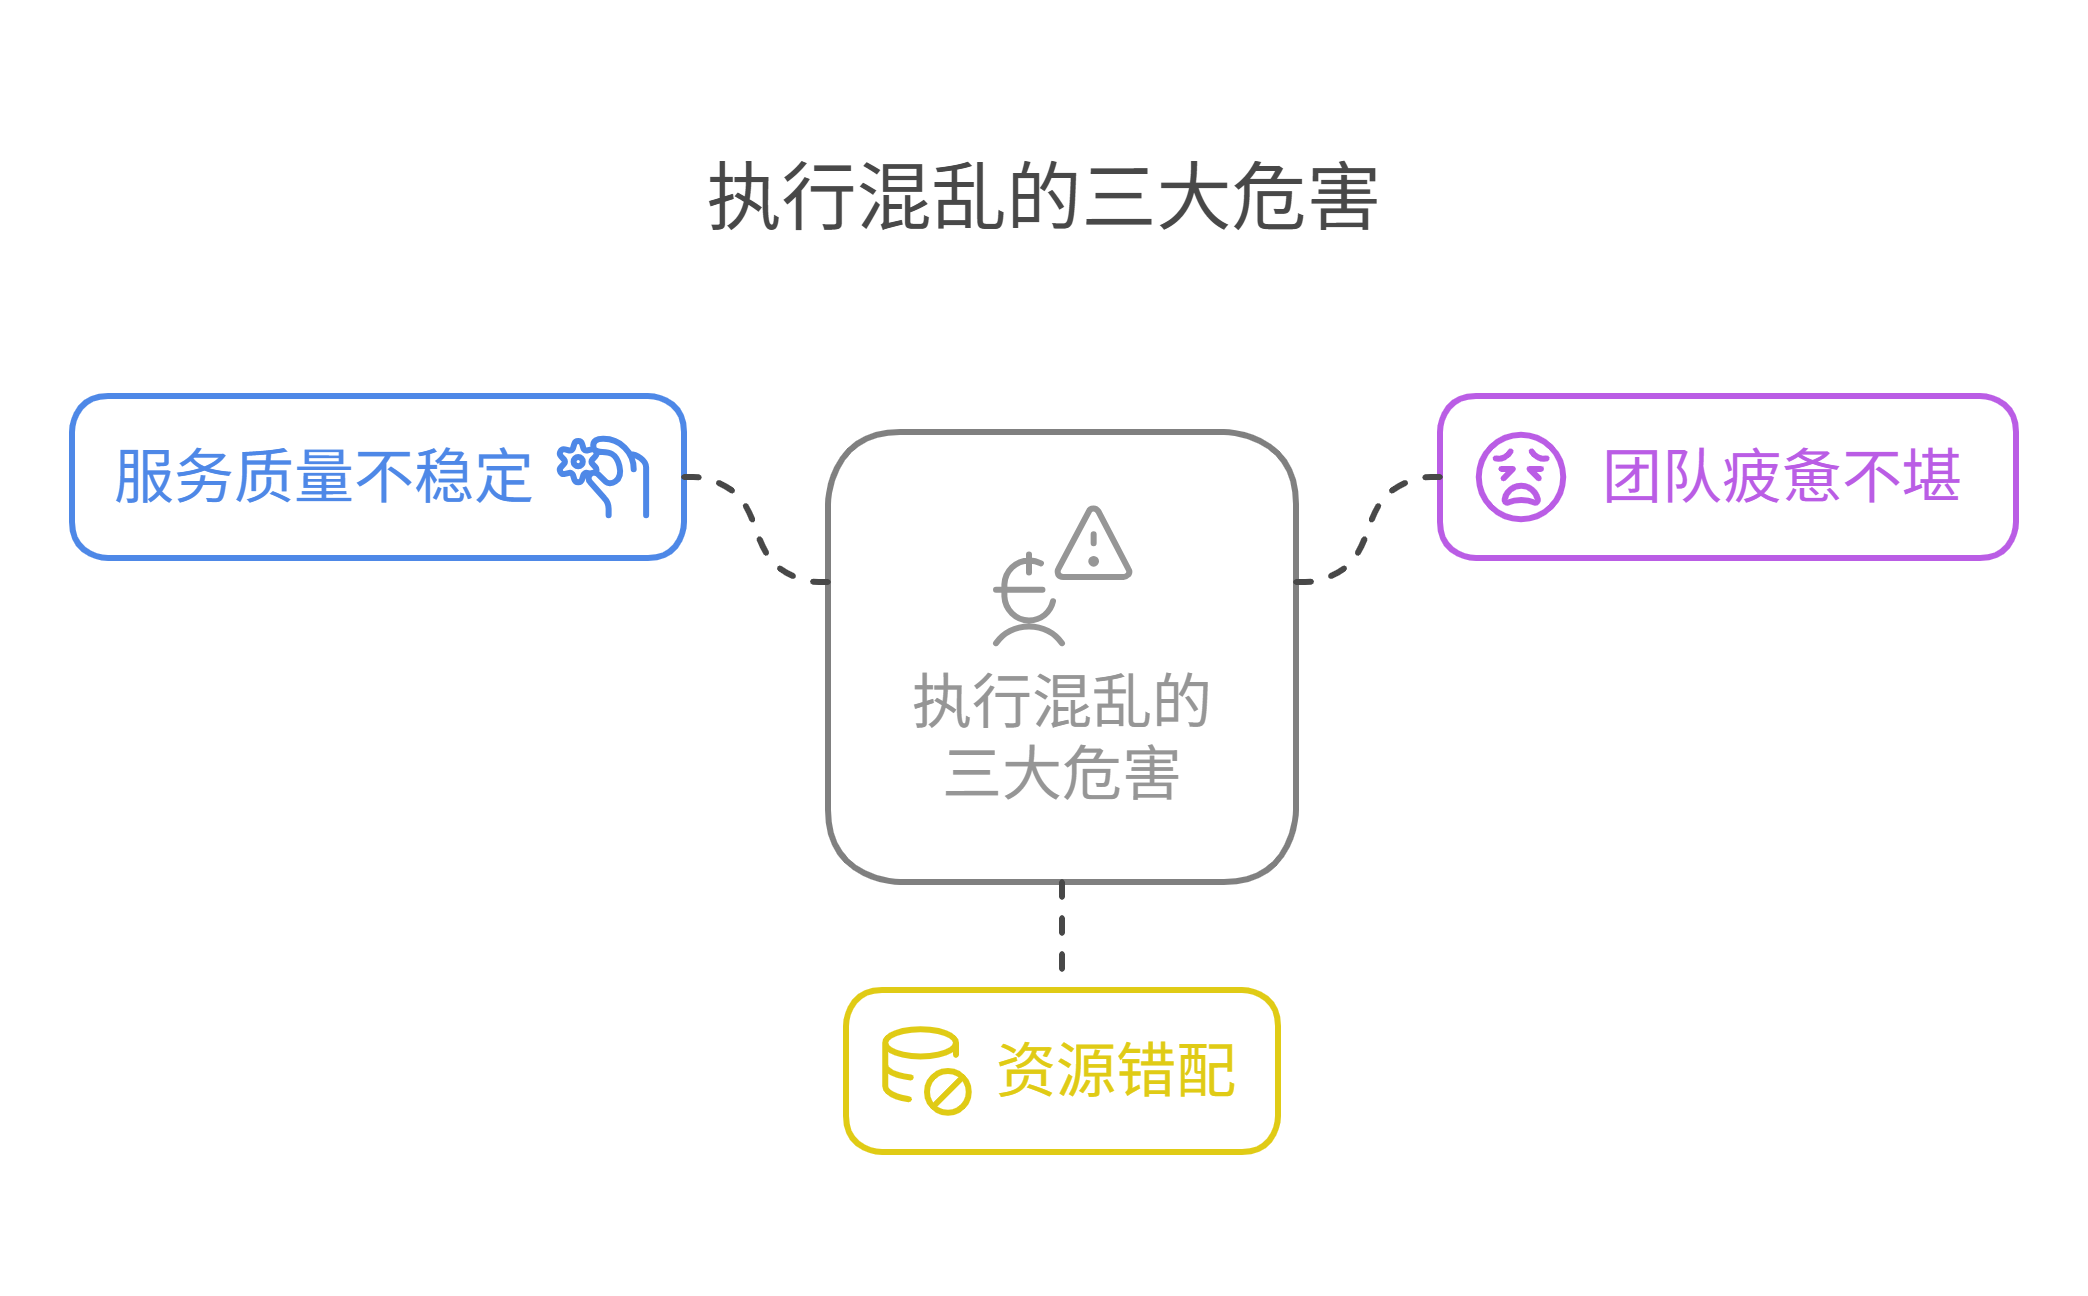 执行混乱的三大危害
服务质量不稳定
团队疲惫不堪
执行混乱的
三大危害
资源错配